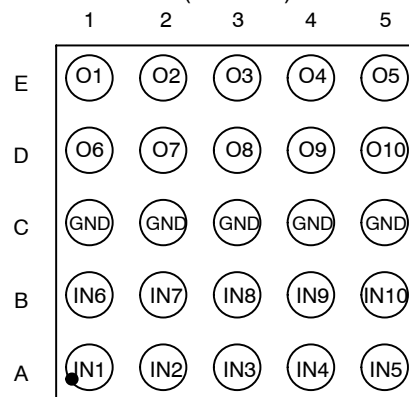 1 2 3 4 5
E O1 O2 O3 O4 O5
D O6 O7 O8 O9 O10
C GND GND GND GND GND
B IN6 IN7 IN8 IN9 IN10
A IN1 IN2 IN3 IN4 IN5